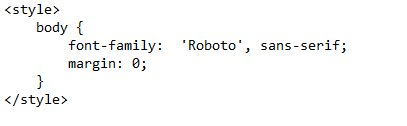 <style>
    body {
        font-family:  'Roboto', sans-serif;
        margin: 0;
    }
</style>